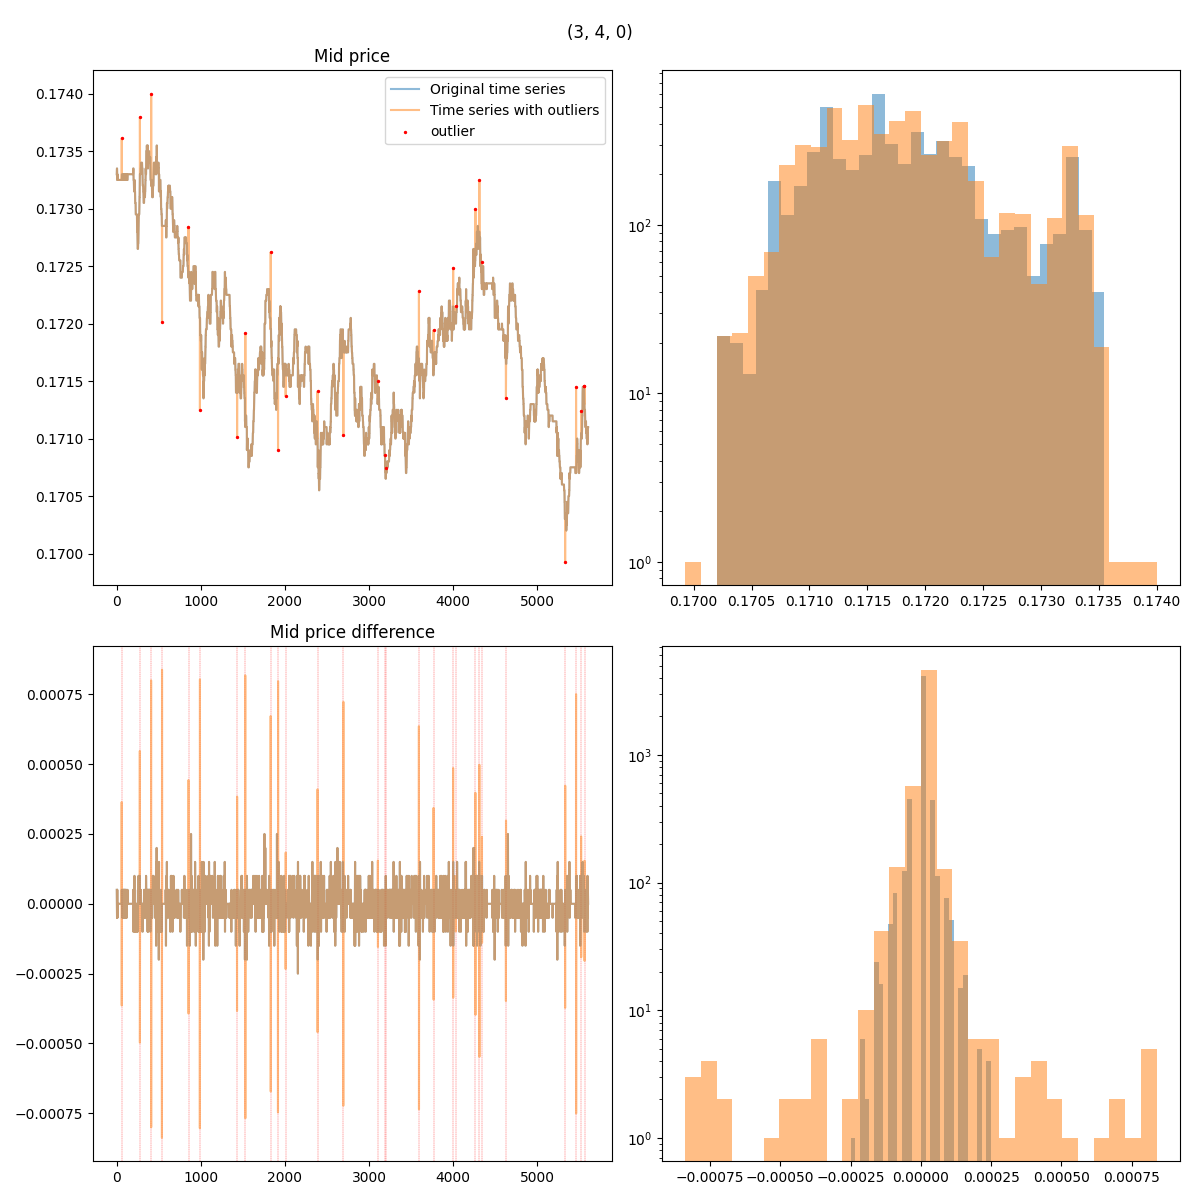 (3, 4, 0)
Mid price
Original time series
Time series with outliers
outlier
0.1740
0.1735
0.1730
0.1725
0.1720
0.1715
0.1710
0.1705
0.1700
0 1000 2000 3000 4000 5000
10²
10¹
10⁰
0.1700 0.1705 0.1710 0.1715 0.1720 0.1725 0.1730 0.1735 0.1740
Mid price difference
0.00075
0.00050
0.00025
0.00000
−0.00025
−0.00050
−0.00075
0 1000 2000 3000 4000 5000
10³
10²
10¹
10⁰
−0.00075 −0.00050 −0.00025 0.00000 0.00025 0.00050 0.00075